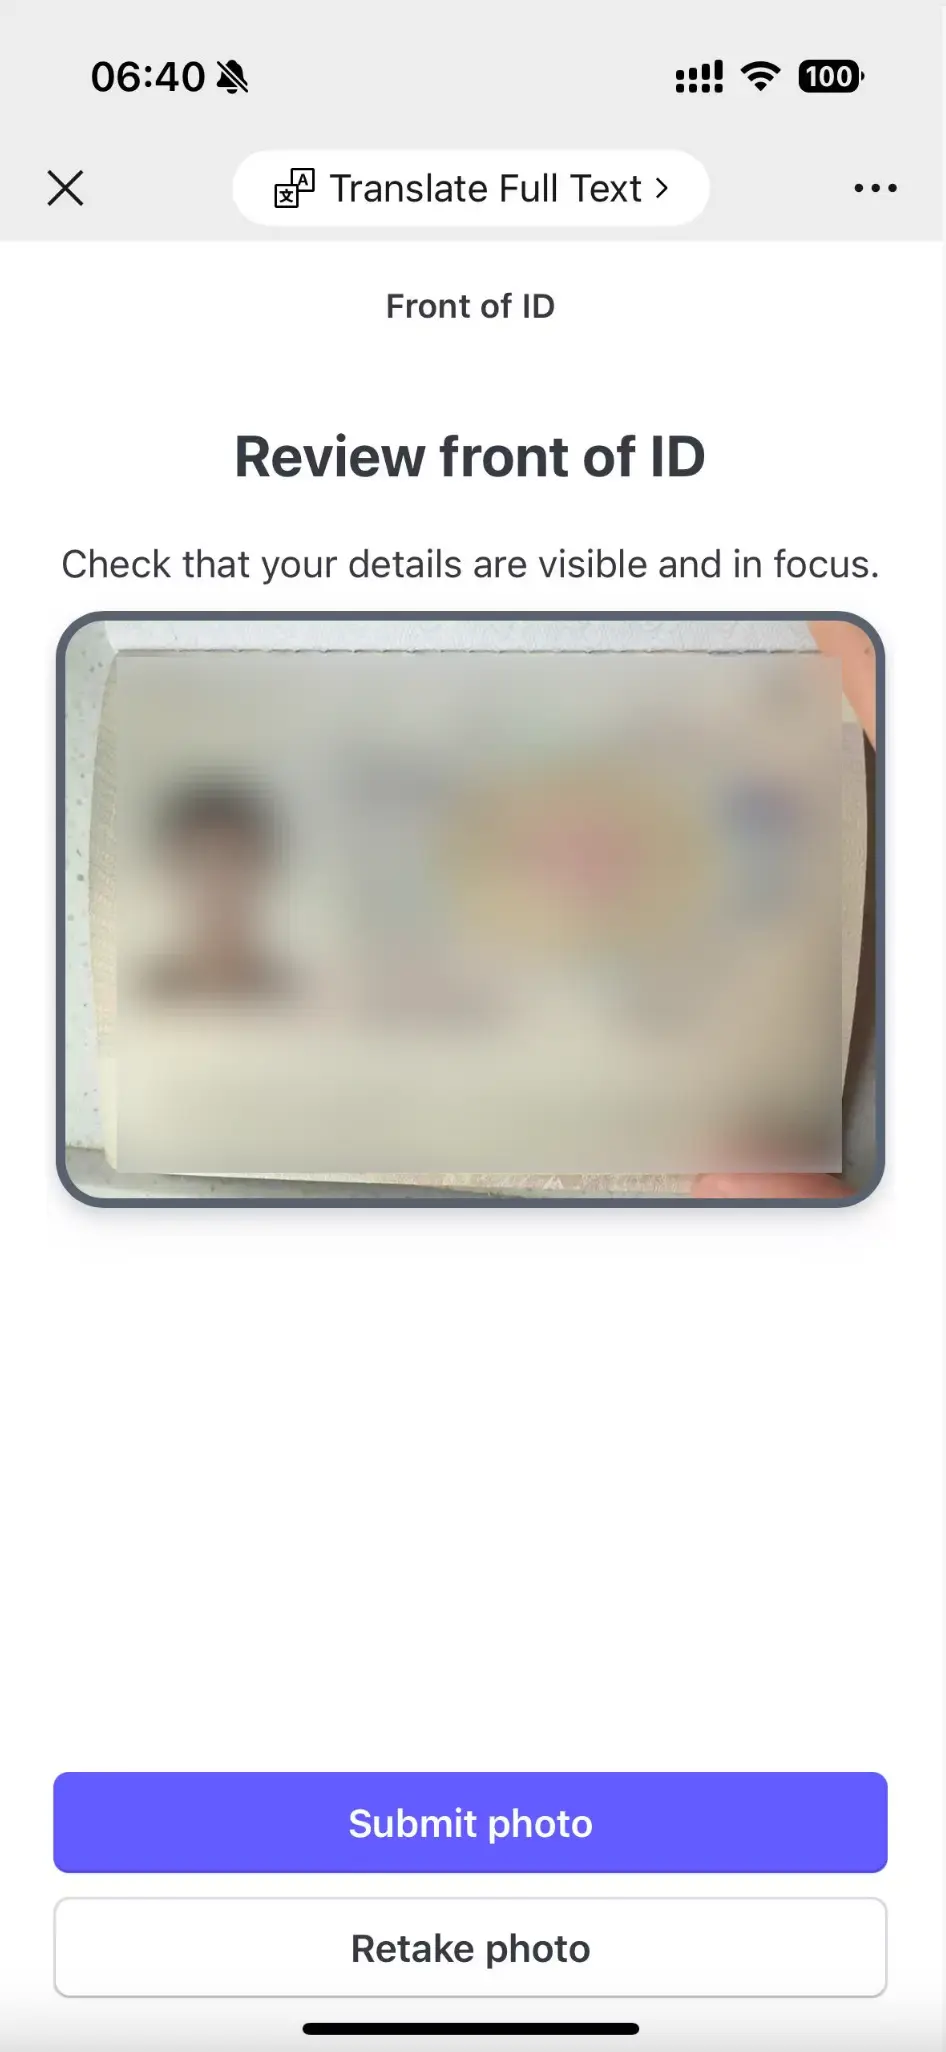 06:40
100
Translate Full Text
Front of ID
Review front of ID
Check that your details are visible and in focus.
Submit photo
Retake photo